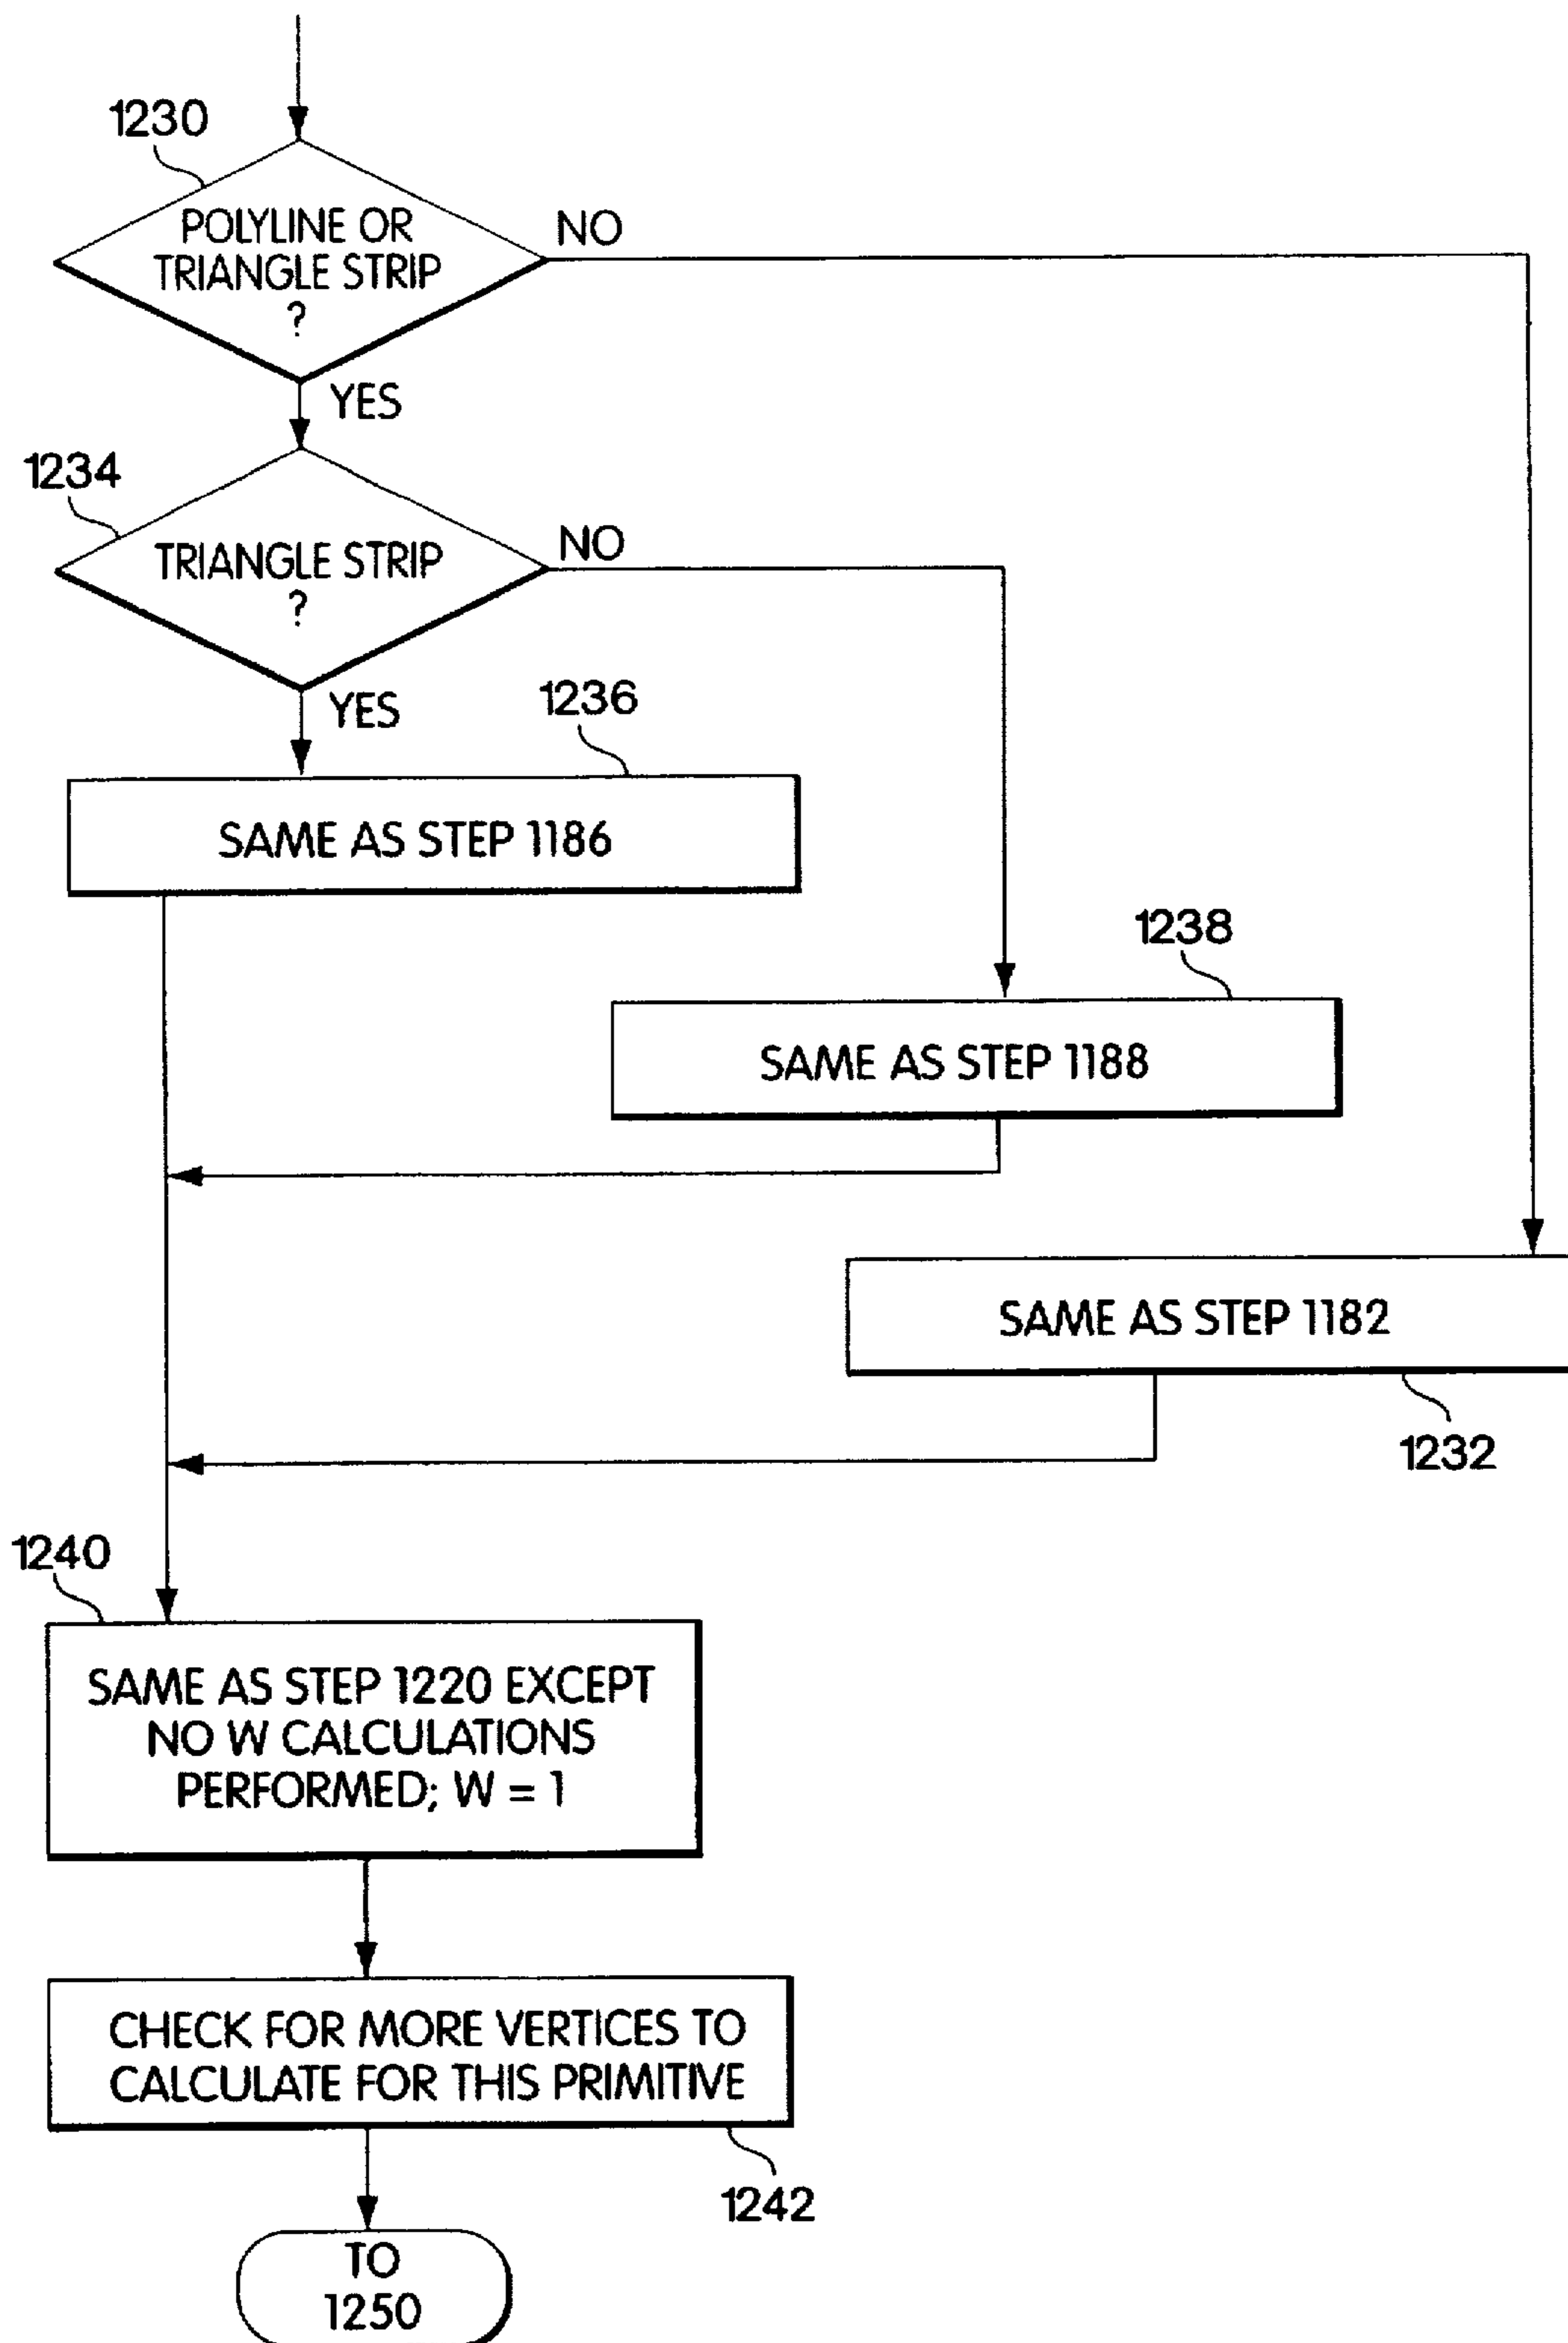 1230
POLYLINE OR
TRIANGLE STRIP
?
NO
YES
1234
TRIANGLE STRIP
?
NO
YES
1236
SAME AS STEP 1186
1238
SAME AS STEP 1188
SAME AS STEP 1182
1232
1240
SAME AS STEP 1220 EXCEPT
NO W CALCULATIONS
PERFORMED; W = 1
CHECK FOR MORE VERTICES TO
CALCULATE FOR THIS PRIMITIVE
1242
TO
1250